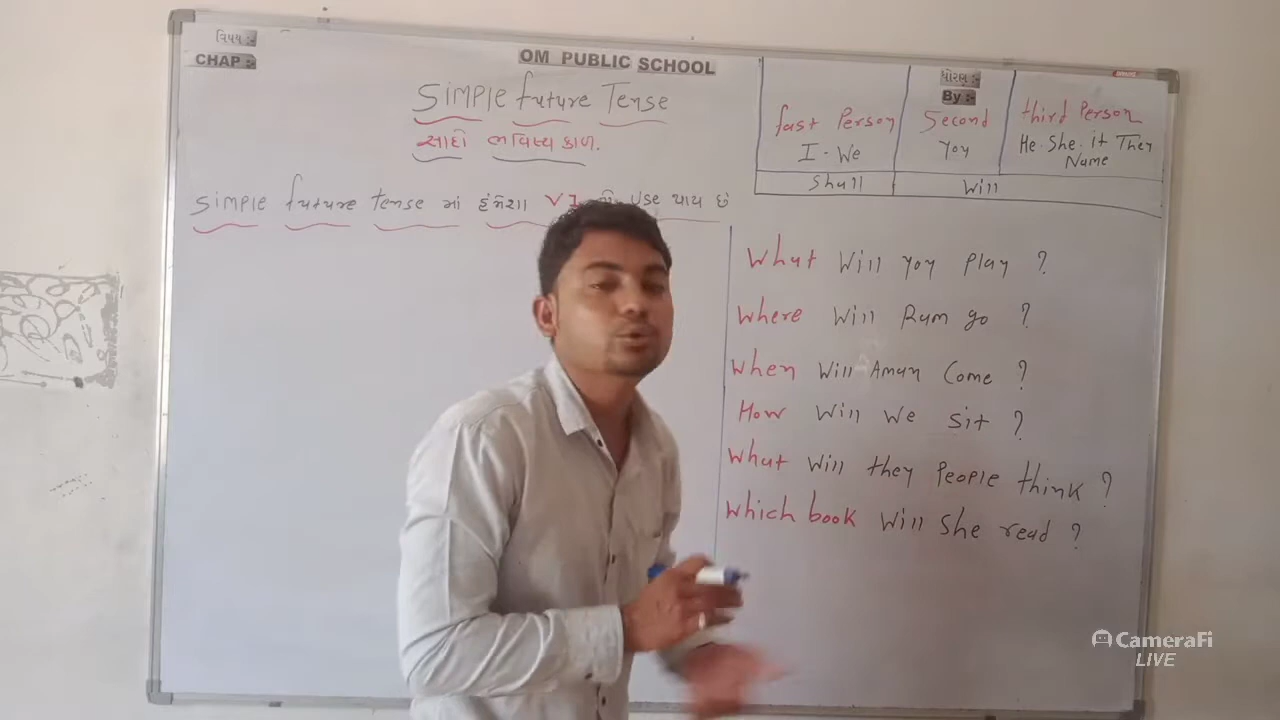 વિષય :-
CHAP :-
OM PUBLIC SCHOOL
Simple future Tense
સાદો ભવિષ્ય કાળ.
ધોરણ :-
By :-
fast Person
I. We
Second
You
third Person
He. She. it They
Name
Shall
Will
Simple future Tense માં હંમેશા V1 થાય છે
What Will you Play ?
Where Will Ram go ?
When Will Aman Come ?
How Will We Sit ?
What Will they People think ?
Which book Will She read ?
CameraFi
LIVE